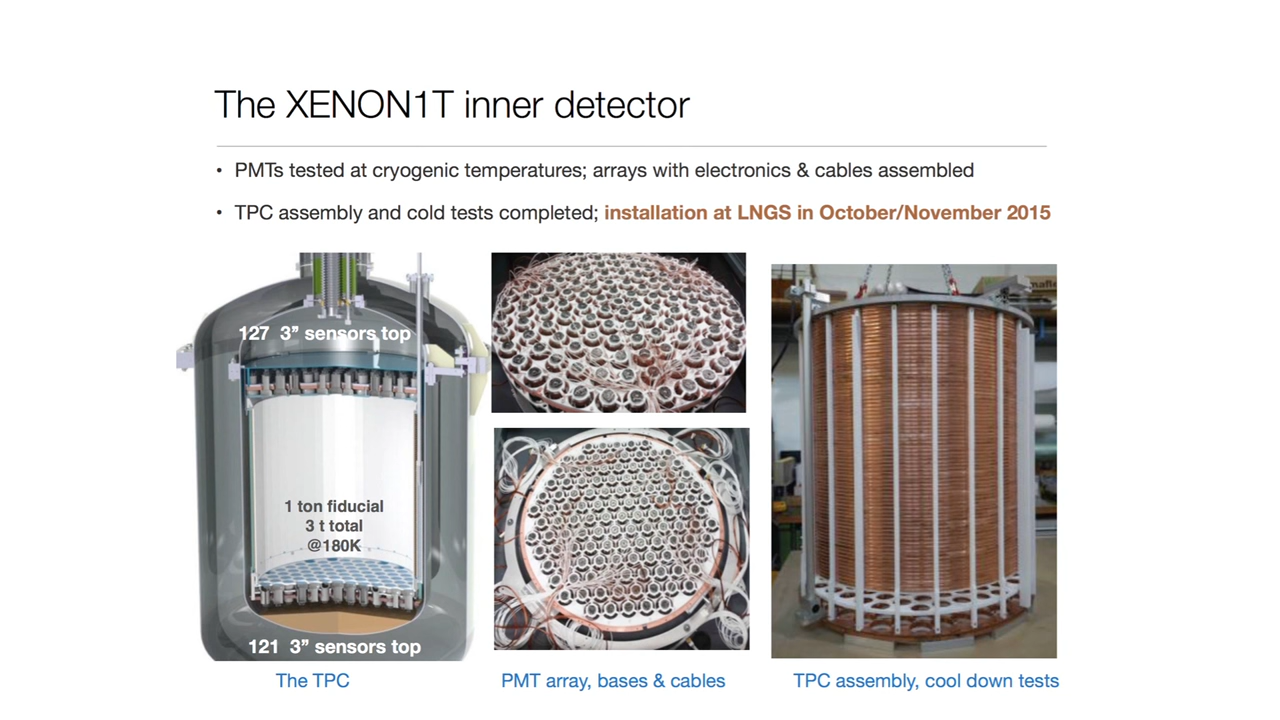 The XENON1T inner detector
• PMTs tested at cryogenic temperatures; arrays with electronics & cables assembled
• TPC assembly and cold tests completed; installation at LNGS in October/November 2015
127 3” sensors top
1 ton fiducial
3 t total
@180K
121 3” sensors top
The TPC
PMT array, bases & cables
TPC assembly, cool down tests